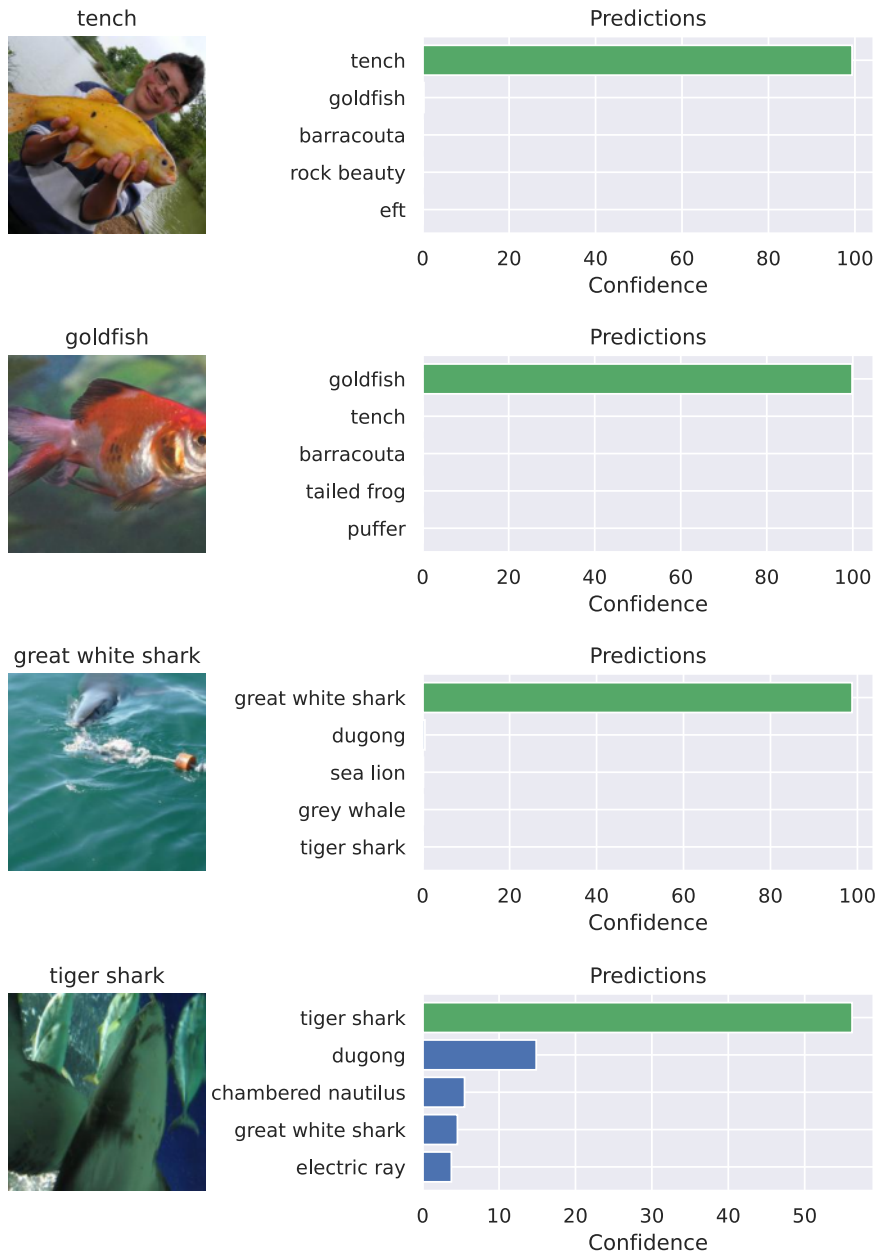 tench
Predictions
tench
goldfish
barracouta
rock beauty
eft
0 20 40 60 80 100
Confidence
goldfish
Predictions
goldfish
tench
barracouta
tailed frog
puffer
0 20 40 60 80 100
Confidence
great white shark
Predictions
great white shark
dugong
sea lion
grey whale
tiger shark
0 20 40 60 80 100
Confidence
tiger shark
Predictions
tiger shark
dugong
chambered nautilus
great white shark
electric ray
0 10 20 30 40 50
Confidence